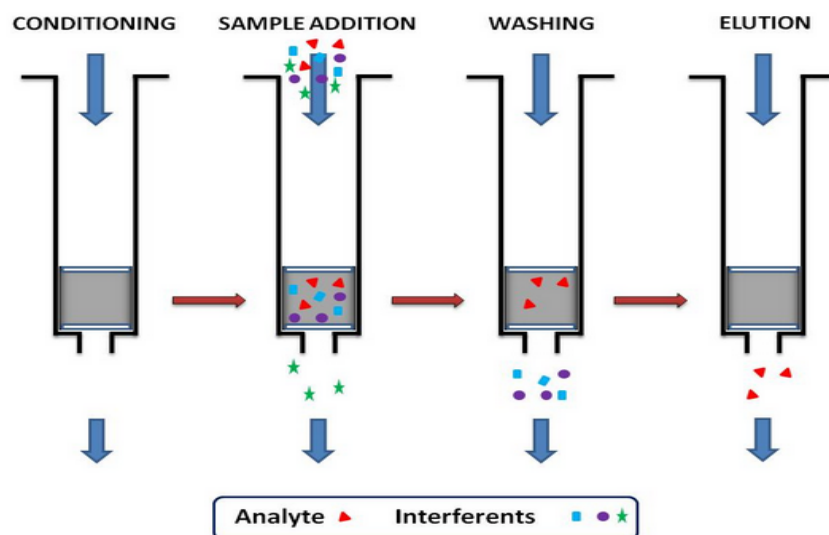 CONDITIONING
SAMPLE ADDITION
WASHING
ELUTION
Analyte
Interferents